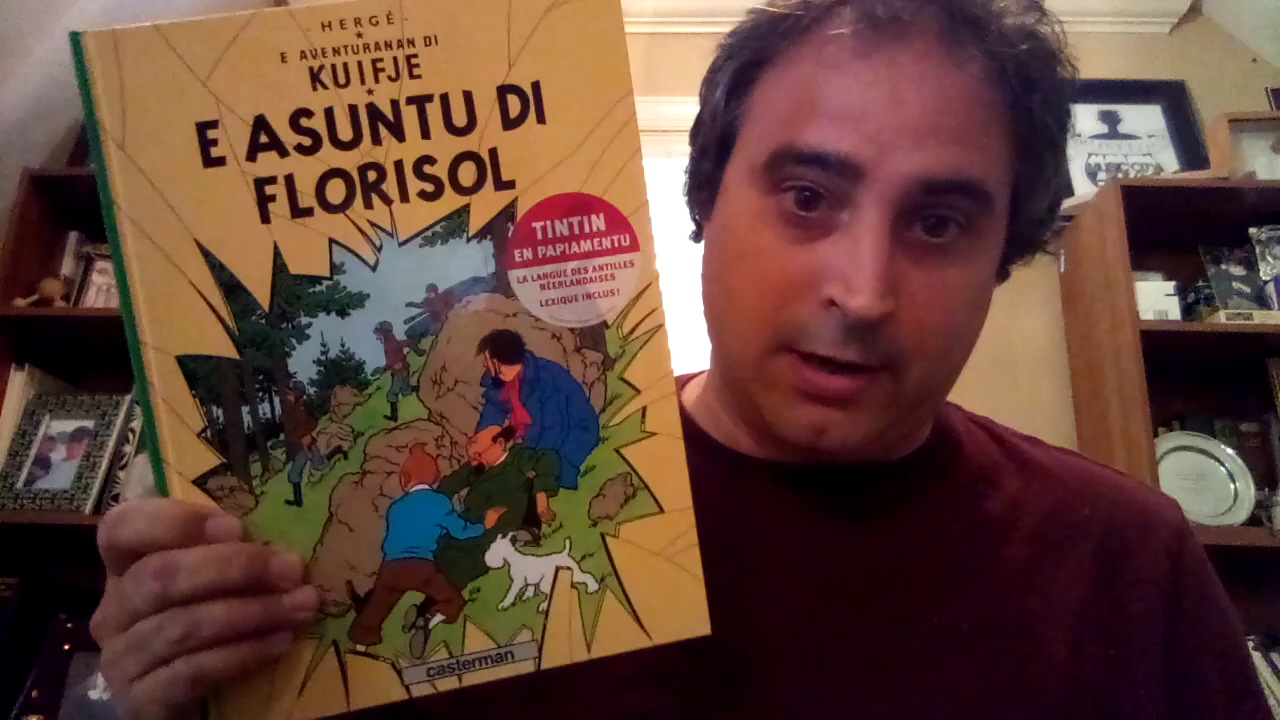 HERGÉ
E AVENTURANAN DI
KUIFJE
E ASUNTU DI
FLORISOL
TINTIN
EN PAPIAMENTU
LA LANGUE DES ANTILLES
NÉERLANDAISES
LEXIQUE INCLUS!
casterman